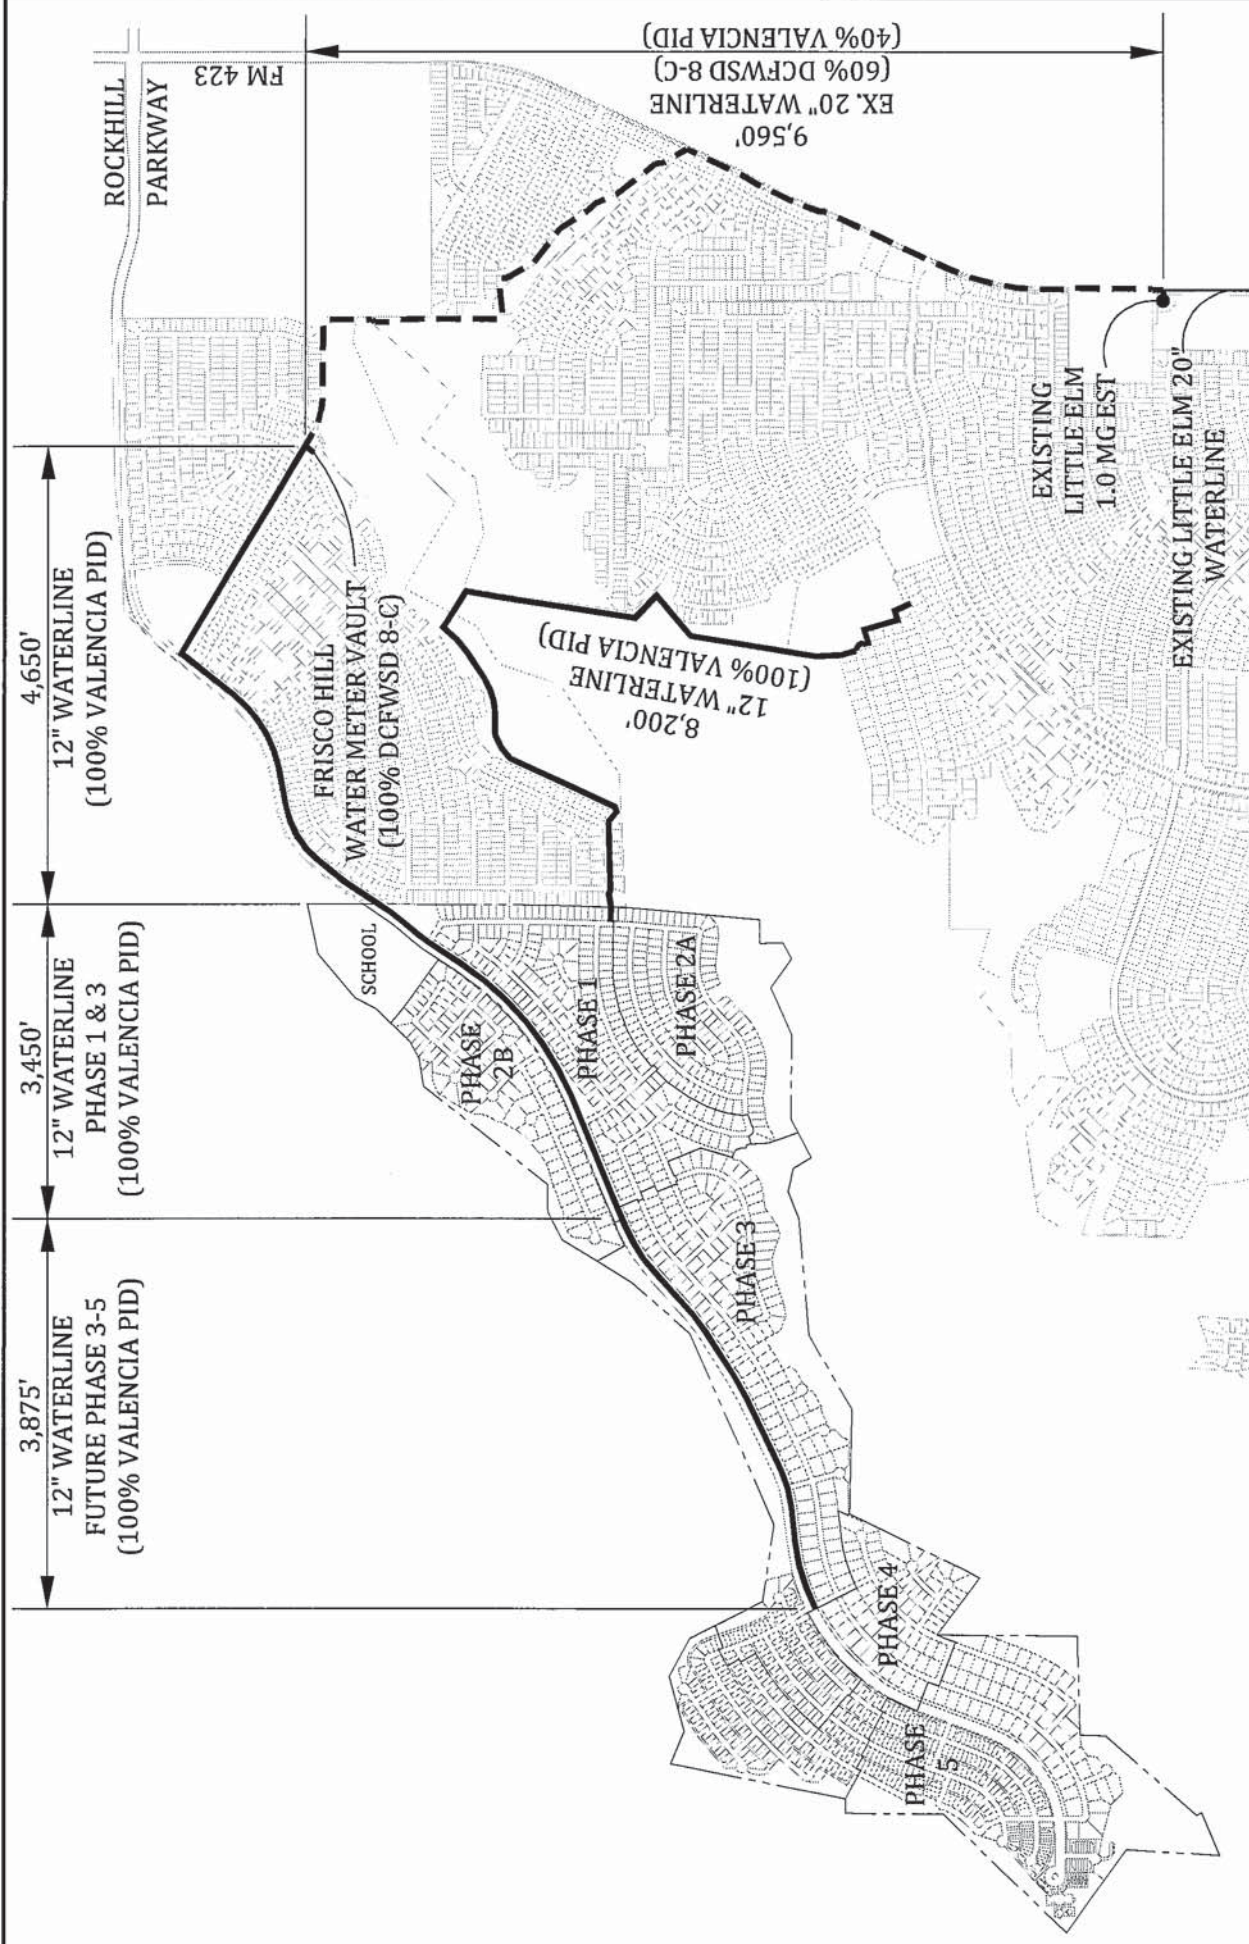 3,875'
12" WATERLINE
FUTURE PHASE 3-5
(100% VALENCIA PID)
3,450'
12" WATERLINE
PHASE 1 & 3
(100% VALENCIA PID)
4,650'
12" WATERLINE
(100% VALENCIA PID)
ROCKHILL
PARKWAY
FM 423
9,560'
EX. 20" WATERLINE
(60% DCFWSD 8-C)
(40% VALENCIA PID)
SCHOOL
FRISCO HILL
WATER METER VAULT
(100% DCFWSD 8-C)
8,200'
12" WATERLINE
(100% VALENCIA PID)
PHASE
2B
PHASE 1
PHASE 2A
PHASE 3
PHASE 4
PHASE
5
EXISTING
LITTLE ELM
1.0 MG EST
EXISTING LITTLE ELM 20"
WATERLINE